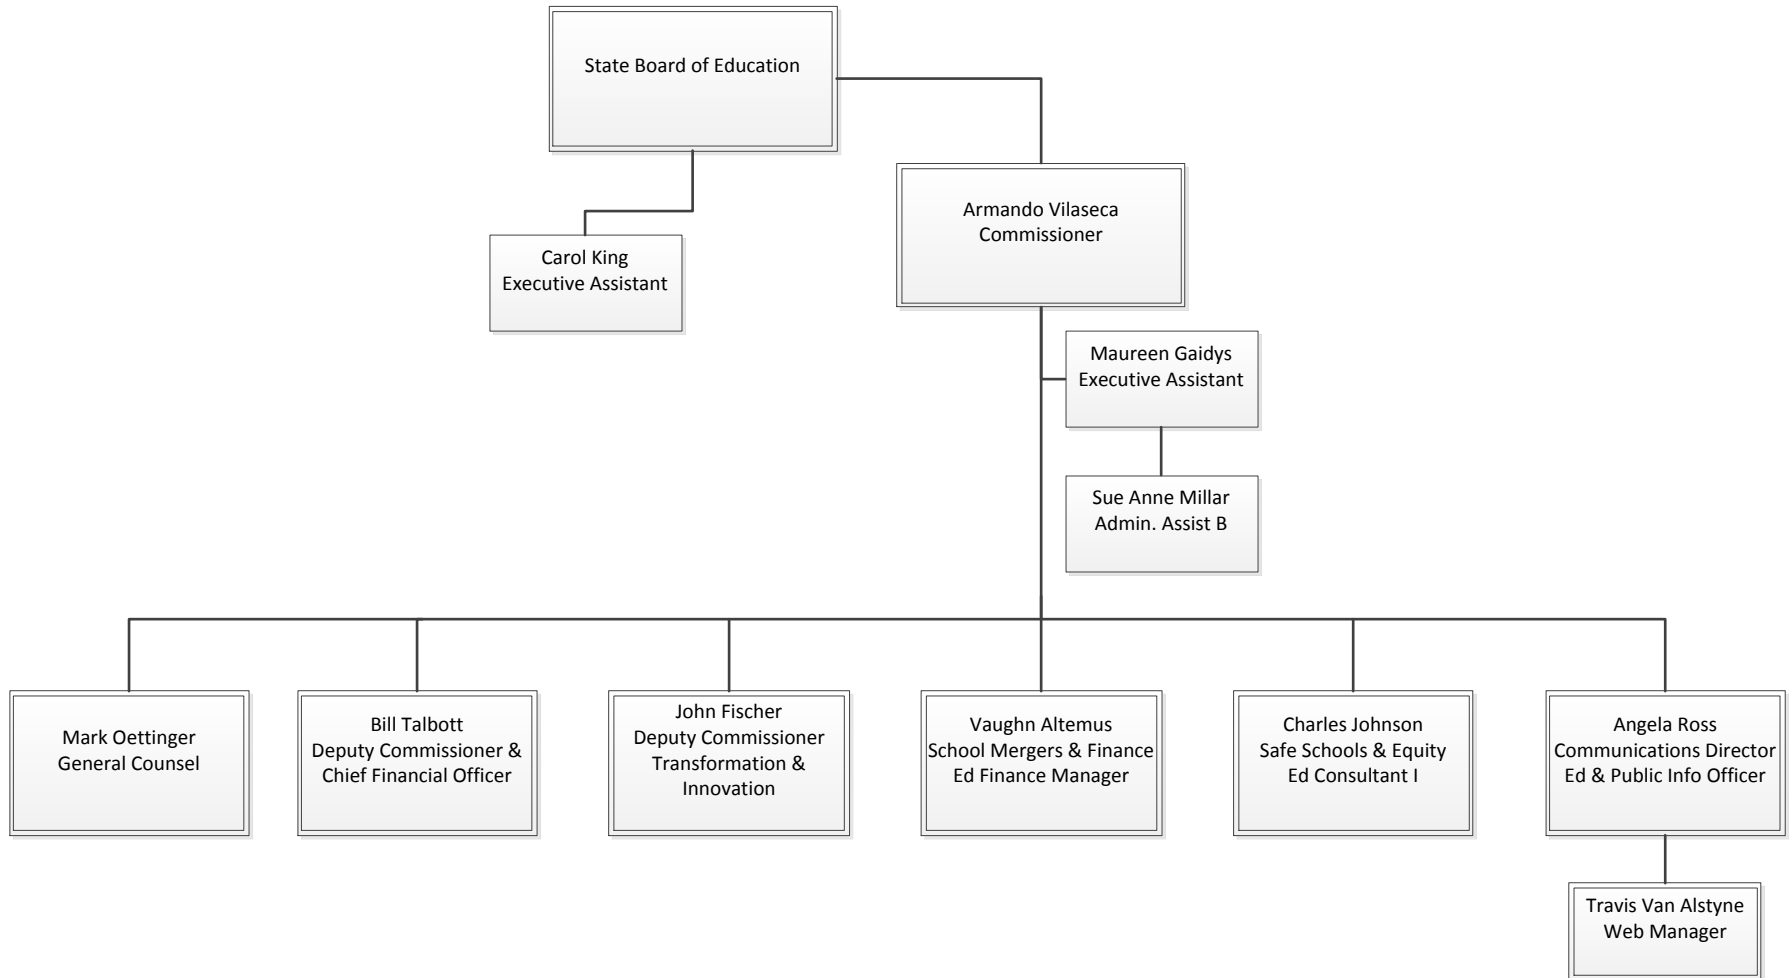 State Board of Education
Armando Vilaseca
Commissioner
Carol King
Executive Assistant
Maureen Gaidys
Executive Assistant
Sue Anne Millar
Admin. Assist B
Mark Oettinger
General Counsel
Bill Talbott
Deputy Commissioner &
Chief Financial Officer
John Fischer
Deputy Commissioner
Transformation &
Innovation
Vaughn Altemus
School Mergers & Finance
Ed Finance Manager
Charles Johnson
Safe Schools & Equity
Ed Consultant I
Angela Ross
Communications Director
Ed & Public Info Officer
Travis Van Alstyne
Web Manager